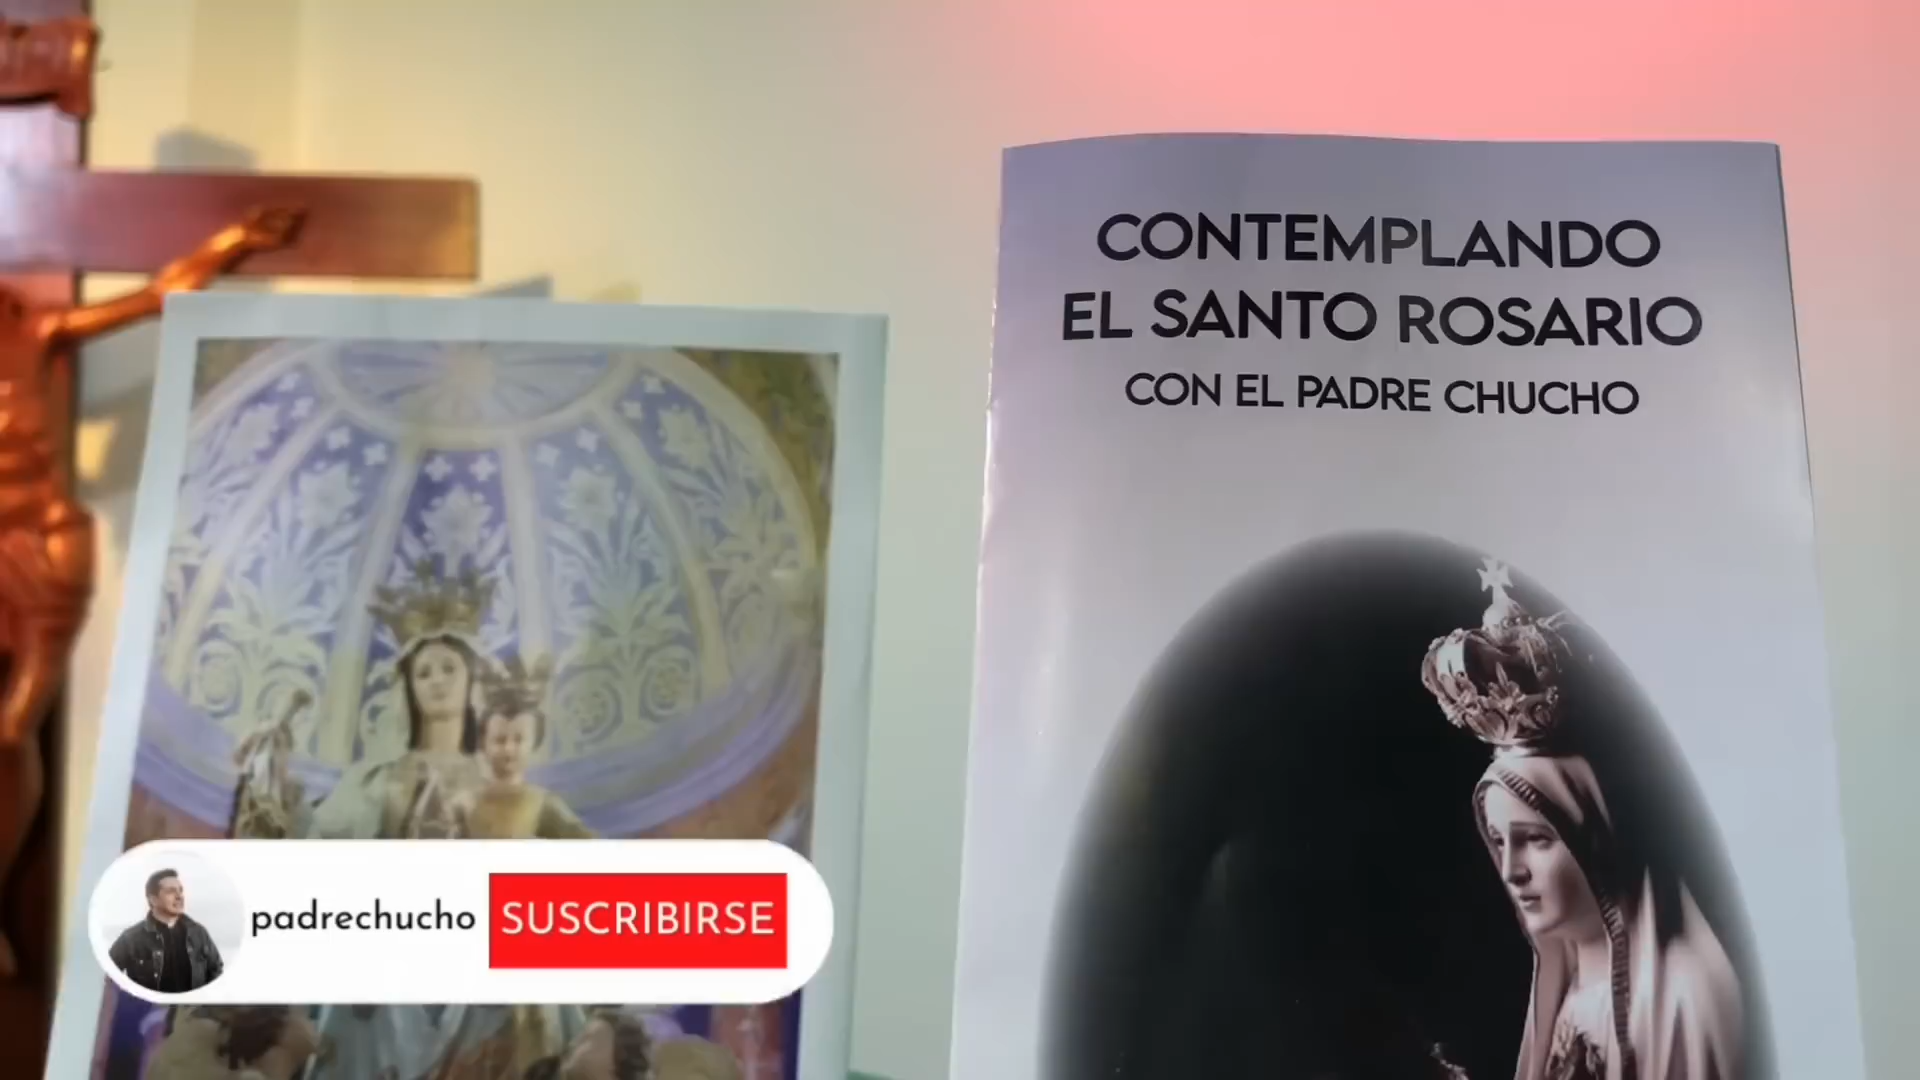 CONTEMPLANDO
EL SANTO ROSARIO
CON EL PADRE CHUCHO
padrechucho
SUSCRIBIRSE